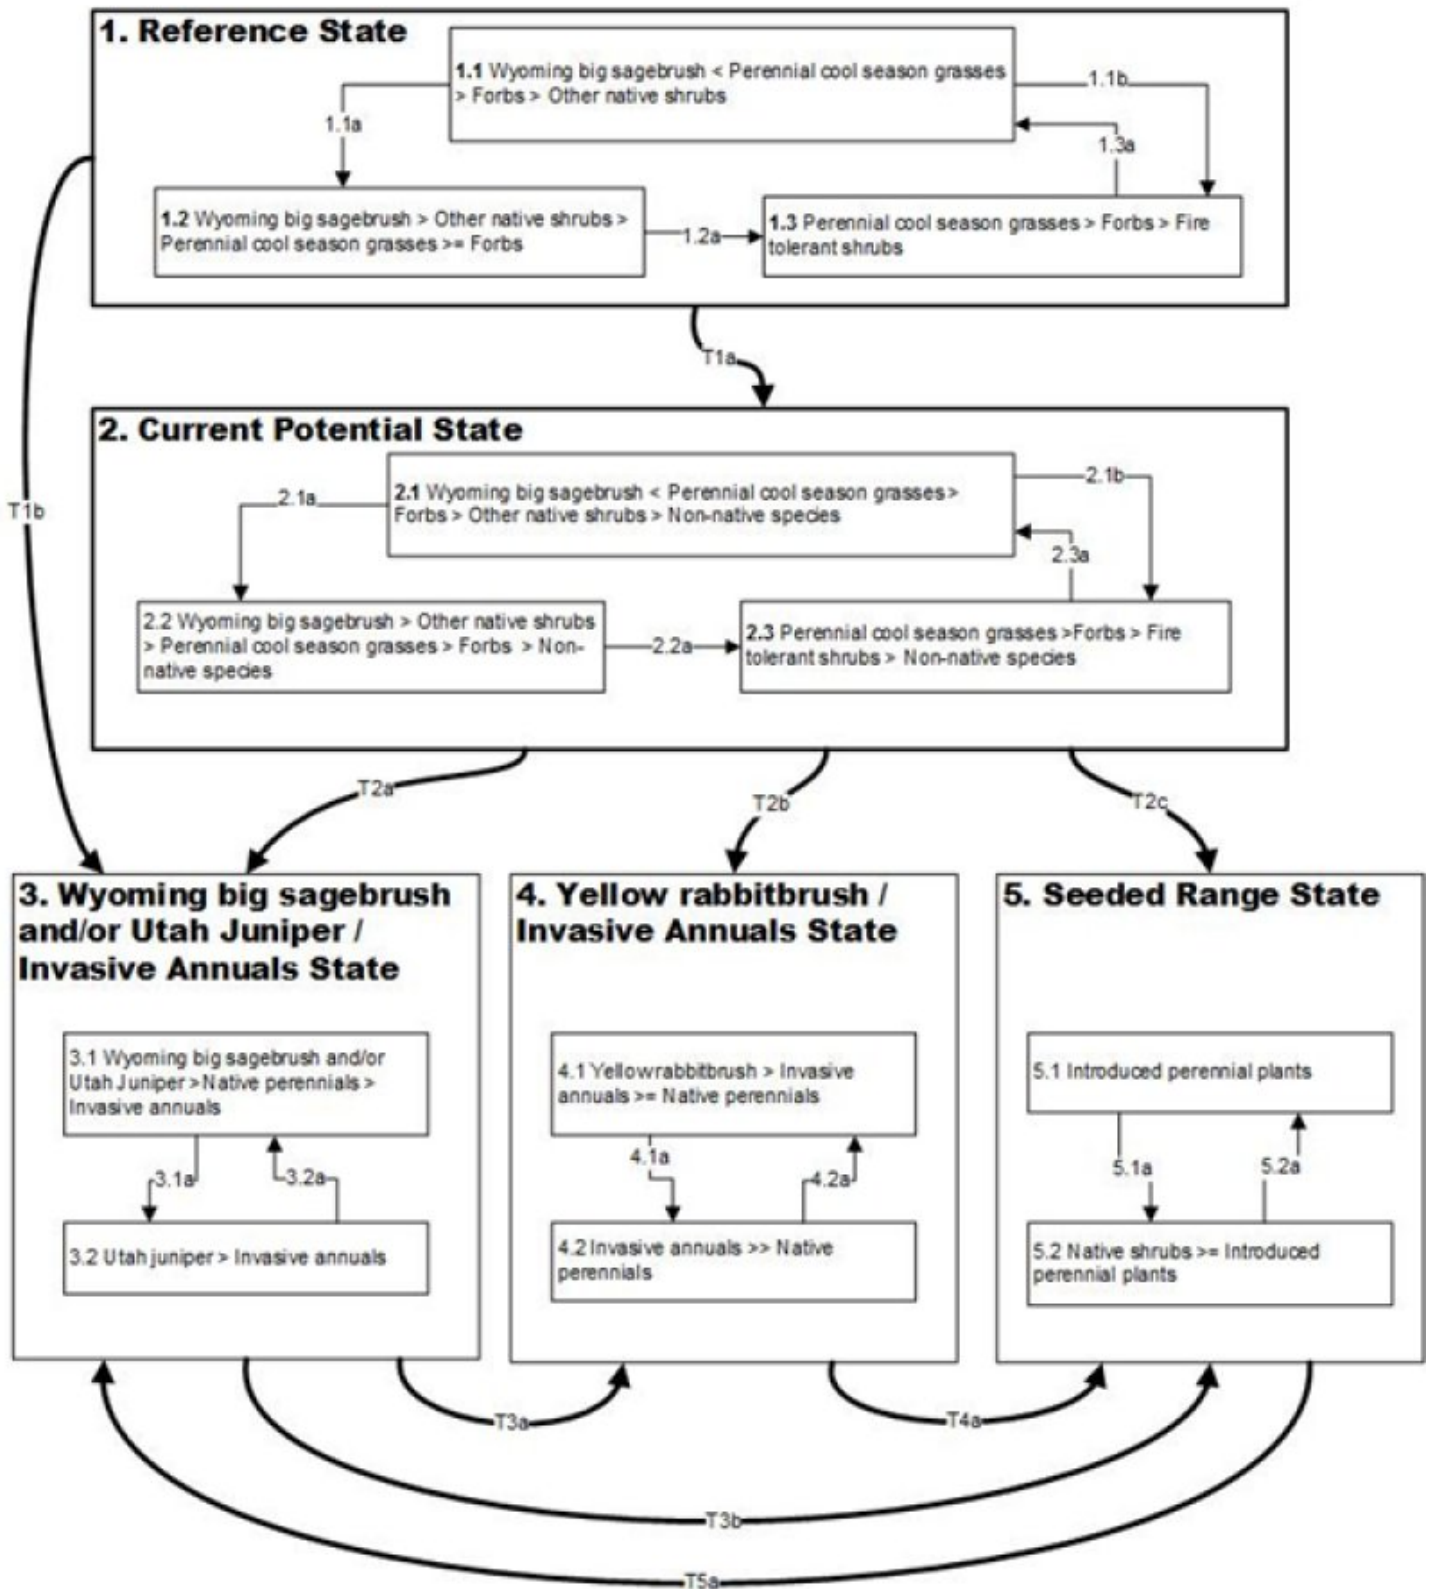 1. Reference State
1.1 Wyoming big sagebrush < Perennial cool season grasses
> Forbs > Other native shrubs
1.1b
1.1a
1.3a
1.2 Wyoming big sagebrush > Other native shrubs >
Perennial cool season grasses >= Forbs
1.2a
1.3 Perennial cool season grasses > Forbs > Fire
tolerant shrubs
T1a
T1b
2. Current Potential State
2.1 Wyoming big sagebrush < Perennial cool season grasses >
Forbs > Other native shrubs > Non-native species
2.1a
2.1b
2.3a
2.2 Wyoming big sagebrush > Other native shrubs
> Perennial cool season grasses > Forbs > Non-
native species
2.2a
2.3 Perennial cool season grasses >Forbs > Fire
tolerant shrubs > Non-native species
T2a
T2b
T2c
3. Wyoming big sagebrush
and/or Utah Juniper /
Invasive Annuals State
3.1 Wyoming big sagebrush and/or
Utah Juniper >Native perennials >
Invasive annuals
3.1a
3.2a
3.2 Utah juniper > Invasive annuals
4. Yellow rabbitbrush /
Invasive Annuals State
4.1 Yellow rabbitbrush > Invasive
annuals >= Native perennials
4.1a
4.2a
4.2 Invasive annuals >> Native
perennials
5. Seeded Range State
5.1 Introduced perennial plants
5.1a
5.2a
5.2 Native shrubs >= Introduced
perennial plants
T3a
T4a
T3b
T5a